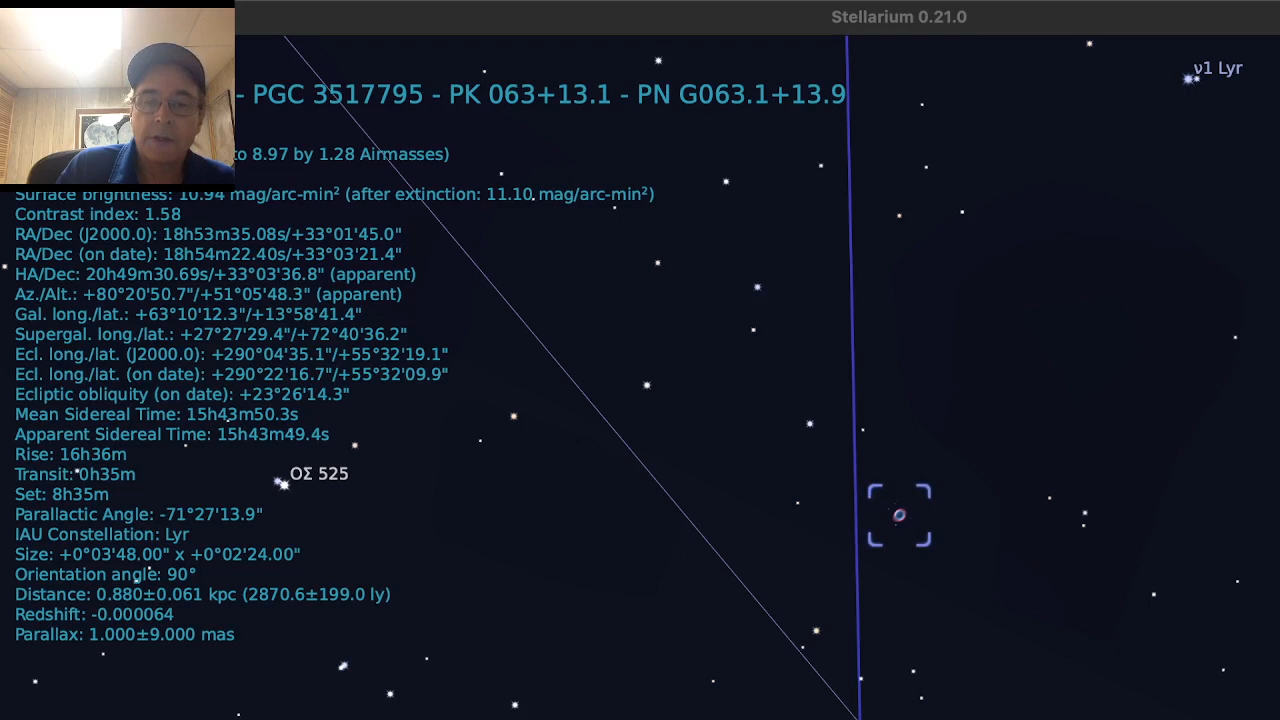 Stellarium 0.21.0
ν1 Lyr
- PGC 3517795 - PK 063+13.1 - PN G063.1+13.9
to 8.97 by 1.28 Airmasses)
Surface brightness: 10.94 mag/arc-min² (after extinction: 11.10 mag/arc-min²)
Contrast index: 1.58
RA/Dec (J2000.0): 18h53m35.08s/+33°01'45.0"
RA/Dec (on date): 18h54m22.40s/+33°03'21.4"
HA/Dec: 20h49m30.69s/+33°03'36.8" (apparent)
Az./Alt.: +80°20'50.7"/+51°05'48.3" (apparent)
Gal. long./lat.: +63°10'12.3"/+13°58'41.4"
Supergal. long./lat.: +27°27'29.4"/+72°40'36.2"
Ecl. long./lat. (J2000.0): +290°04'35.1"/+55°32'19.1"
Ecl. long./lat. (on date): +290°22'16.7"/+55°32'09.9"
Ecliptic obliquity (on date): +23°26'14.3"
Mean Sidereal Time: 15h43m50.3s
Apparent Sidereal Time: 15h43m49.4s
Rise: 16h36m
Transit: 0h35m
OΣ 525
Set: 8h35m
Parallactic Angle: -71°27'13.9"
IAU Constellation: Lyr
Size: +0°03'48.00" x +0°02'24.00"
Orientation angle: 90°
Distance: 0.880±0.061 kpc (2870.6±199.0 ly)
Redshift: -0.000064
Parallax: 1.000±9.000 mas